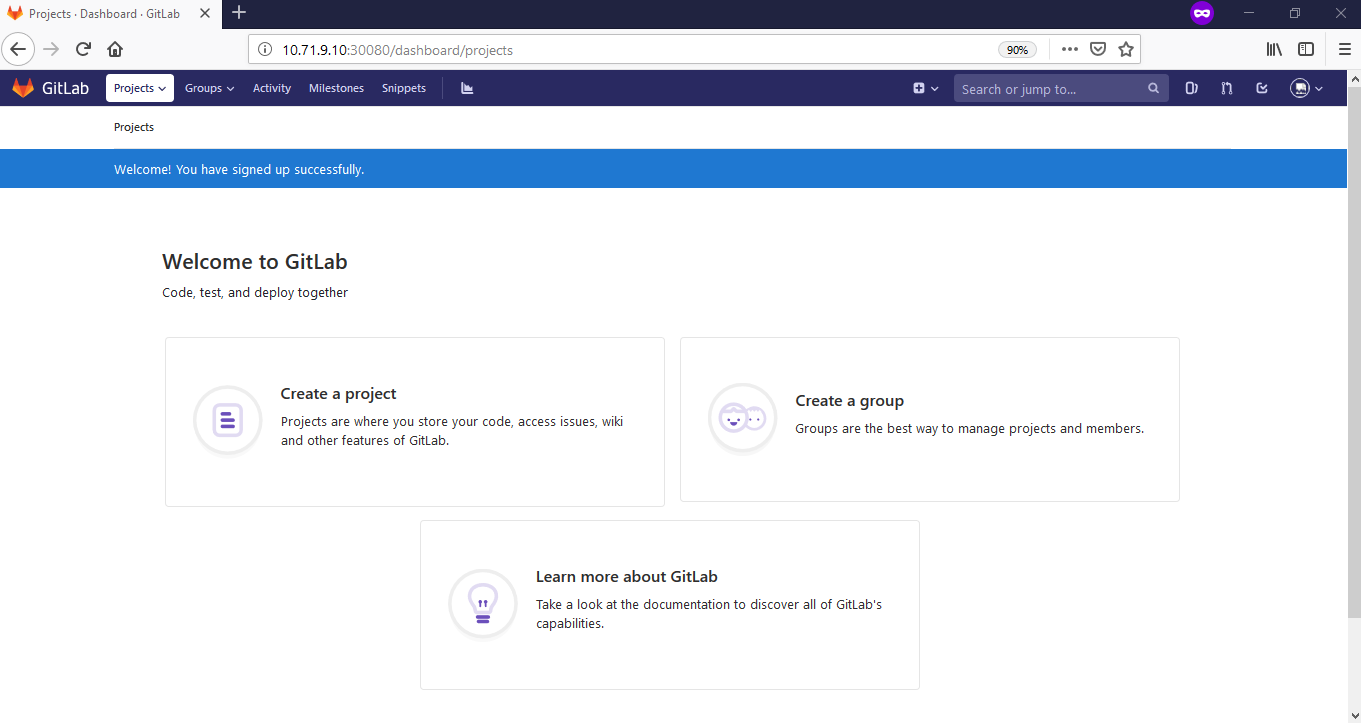 Projects · Dashboard · GitLab
10.71.9.10:30080/dashboard/projects
90%
GitLab
Projects
Groups
Activity
Milestones
Snippets
Search or jump to...
Projects
Welcome! You have signed up successfully.
Welcome to GitLab
Code, test, and deploy together
Create a project
Projects are where you store your code, access issues, wiki
and other features of GitLab.
Create a group
Groups are the best way to manage projects and members.
Learn more about GitLab
Take a look at the documentation to discover all of GitLab's
capabilities.